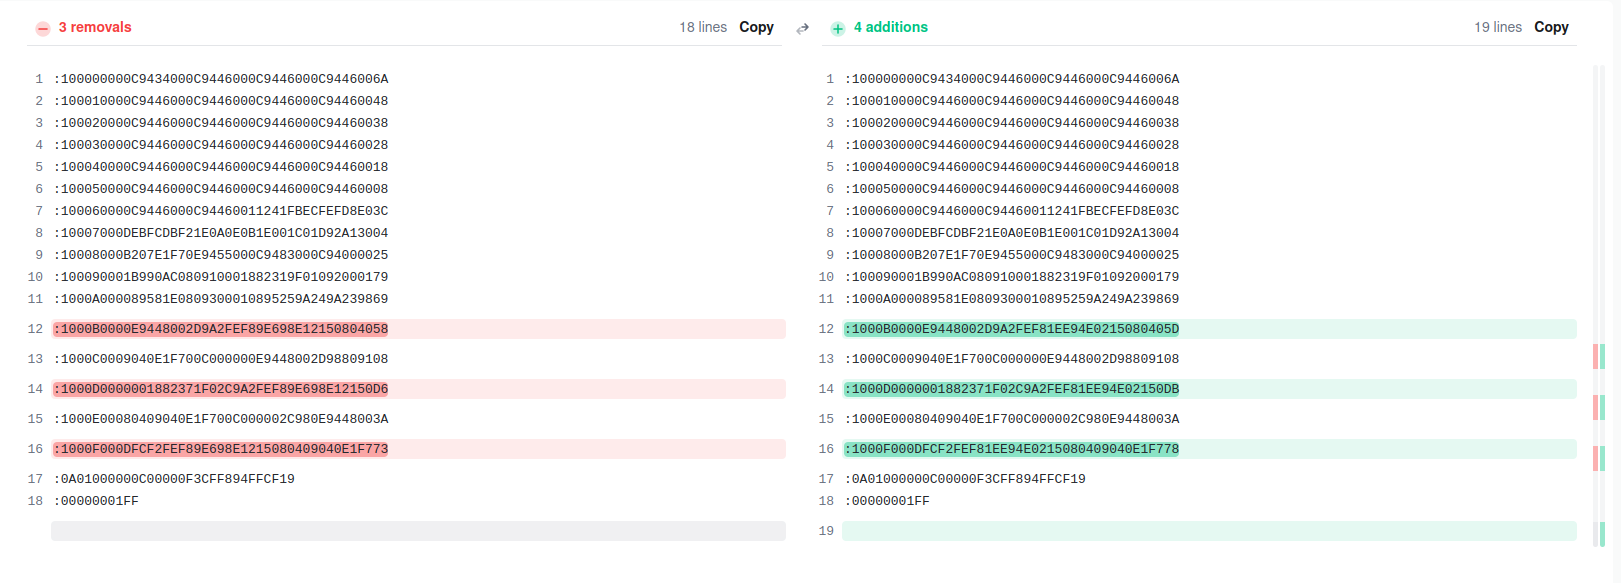 3 removals 18 lines Copy
1 :100000000C9434000C9446000C9446000C9446006A
2 :100010000C9446000C9446000C9446000C94460048
3 :100020000C9446000C9446000C9446000C94460038
4 :100030000C9446000C9446000C9446000C94460028
5 :100040000C9446000C9446000C9446000C94460018
6 :100050000C9446000C9446000C9446000C94460008
7 :100060000C9446000C94460011241FBECFEFD8E03C
8 :10007000DEBFCDBF21E0A0E0B1E001C01D92A13004
9 :10008000B207E1F70E9455000C9483000C94000025
10 :100090001B990AC080910001882319F01092000179
11 :1000A000089581E0809300010895259A249A239869
12 :1000B0000E9448002D9A2FEF89E698E12150804058
13 :1000C0009040E1F700C000000E9448002D98809108
14 :1000D0000001882371F02C9A2FEF89E698E12150D6
15 :1000E00080409040E1F700C000002C980E9448003A
16 :1000F000DFCF2FEF89E698E1215080409040E1F773
17 :0A01000000C00000F3CFF894FFCF19
18 :00000001FF
4 additions 19 lines Copy
1 :100000000C9434000C9446000C9446000C9446006A
2 :100010000C9446000C9446000C9446000C94460048
3 :100020000C9446000C9446000C9446000C94460038
4 :100030000C9446000C9446000C9446000C94460028
5 :100040000C9446000C9446000C9446000C94460018
6 :100050000C9446000C9446000C9446000C94460008
7 :100060000C9446000C94460011241FBECFEFD8E03C
8 :10007000DEBFCDBF21E0A0E0B1E001C01D92A13004
9 :10008000B207E1F70E9455000C9483000C94000025
10 :100090001B990AC080910001882319F01092000179
11 :1000A000089581E0809300010895259A249A239869
12 :1000B0000E9448002D9A2FEF81EE94E0215080405D
13 :1000C0009040E1F700C000000E9448002D98809108
14 :1000D0000001882371F02C9A2FEF81EE94E02150DB
15 :1000E00080409040E1F700C000002C980E9448003A
16 :1000F000DFCF2FEF81EE94E0215080409040E1F778
17 :0A01000000C00000F3CFF894FFCF19
18 :00000001FF
19